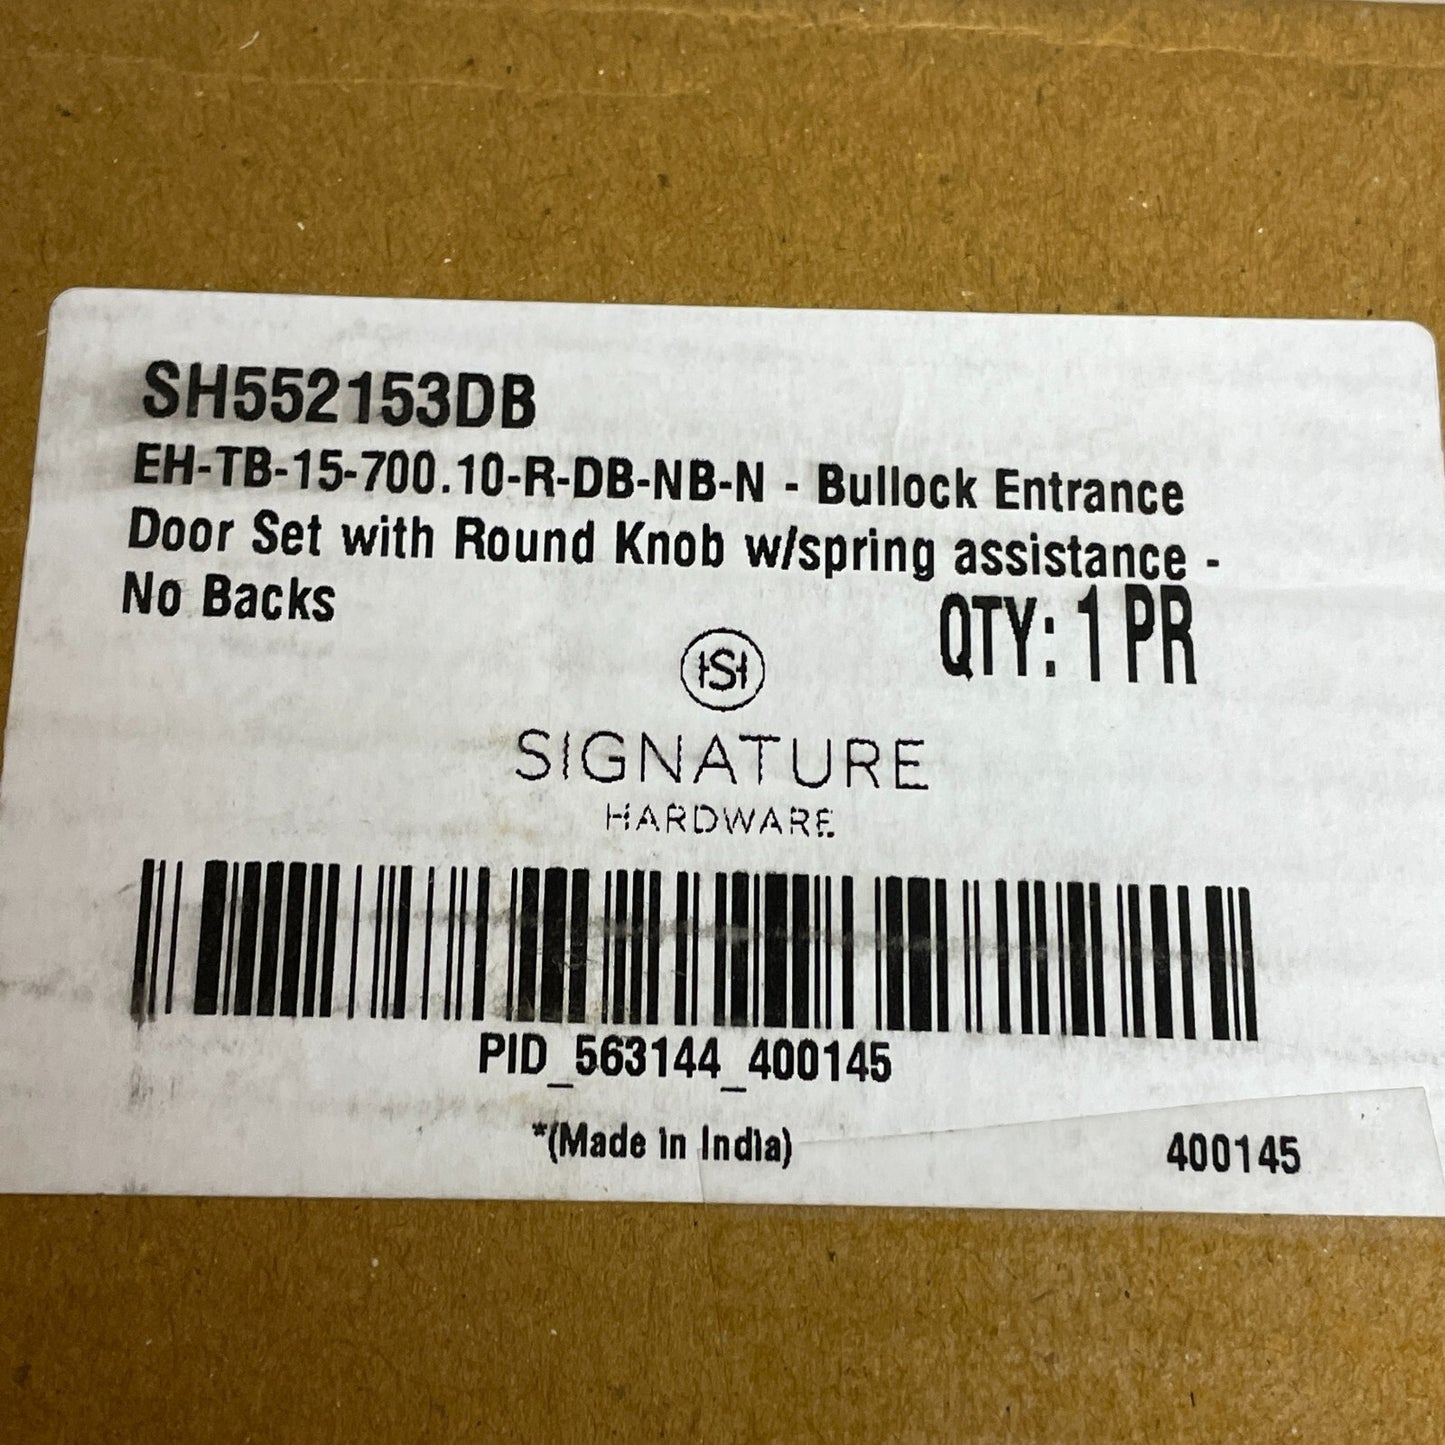 SH552153DB
EH-TB-15-700.10-R-DB-NB-N - Bullock Entrance
Door Set with Round Knob w/spring assistance -
No Backs
QTY: 1 PR
HS
SIGNATURE
HARDWARE
PID_563144_400145
*(Made In India)
400145